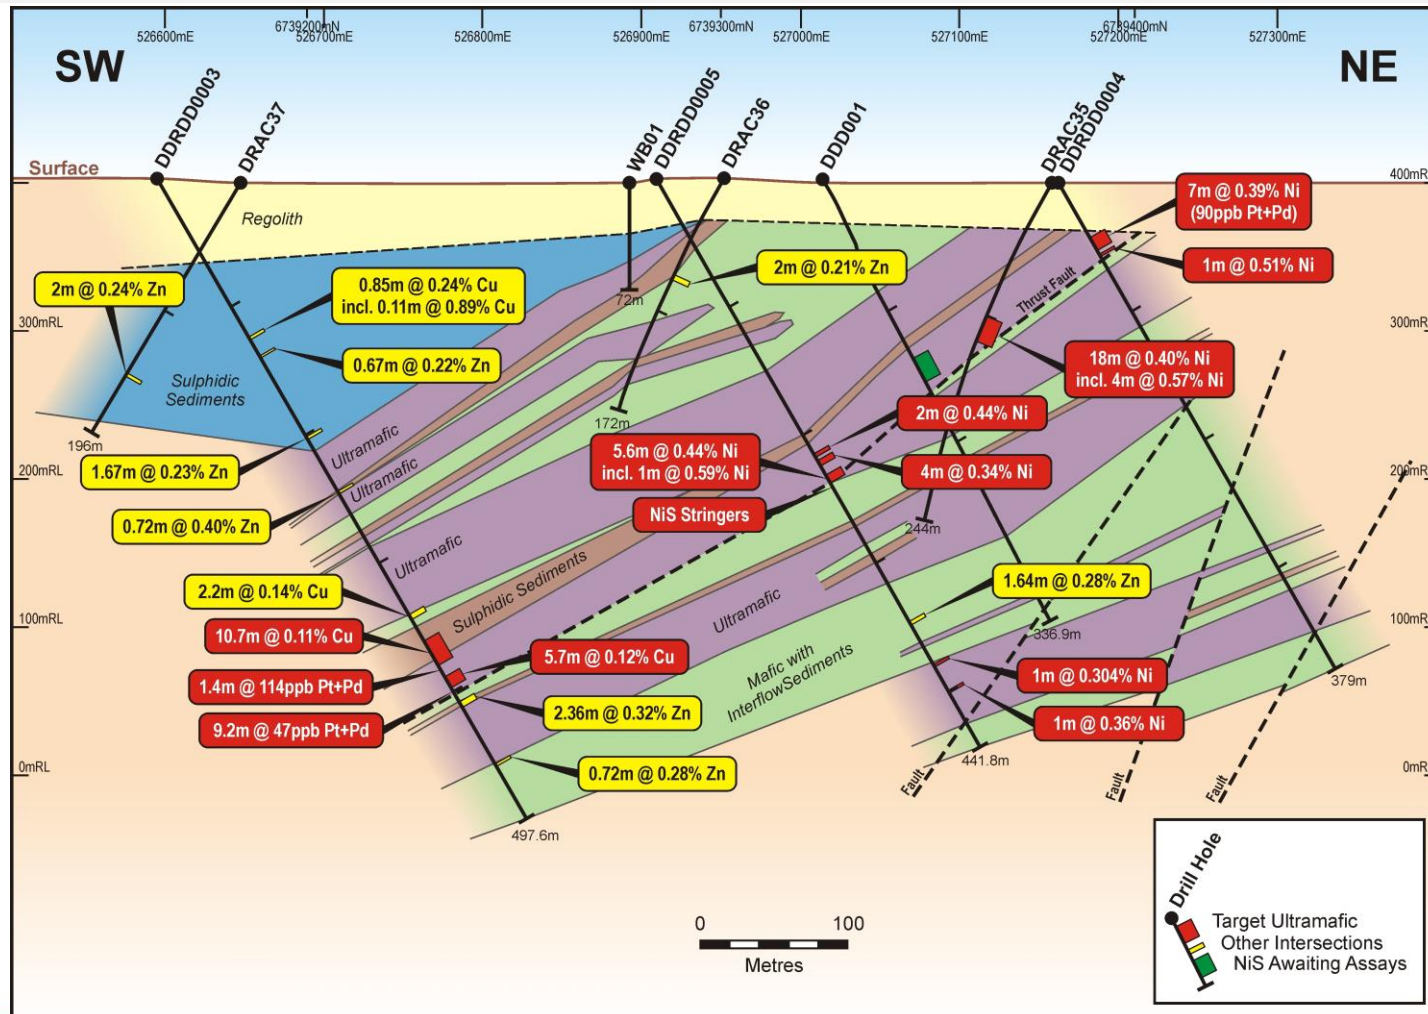 6739200mN
6739300mN
6739400mN
526600mE
526700mE
526800mE
526900mE
527000mE
527100mE
527200mE
527300mE
SW
NE
DDRDD0003
DRAC37
WB01
DDRDD0005
DRAC36
DDD001
DRAC35
DDRDD0004
Surface
400mRL
Regolith
7m @ 0.39% Ni
(90ppb Pt+Pd)
1m @ 0.51% Ni
2m @ 0.24% Zn
0.85m @ 0.24% Cu
incl. 0.11m @ 0.89% Cu
2m @ 0.21% Zn
72m
Thrust Fault
300mRL
300mRL
0.67m @ 0.22% Zn
18m @ 0.40% Ni
incl. 4m @ 0.57% Ni
Sulphidic
Sediments
172m
2m @ 0.44% Ni
196m
Ultramafic
5.6m @ 0.44% Ni
incl. 1m @ 0.59% Ni
4m @ 0.34% Ni
1.67m @ 0.23% Zn
200mRL
200mRL
Ultramafic
NiS Stringers
0.72m @ 0.40% Zn
244m
Ultramafic
2.2m @ 0.14% Cu
Sulphidic Sediments
Ultramafic
1.64m @ 0.28% Zn
100mRL
100mRL
10.7m @ 0.11% Cu
336.9m
5.7m @ 0.12% Cu
1m @ 0.304% Ni
379m
1.4m @ 114ppb Pt+Pd
Mafic with
InterflowSediments
2.36m @ 0.32% Zn
1m @ 0.36% Ni
9.2m @ 47ppb Pt+Pd
441.8m
0mRL
0mRL
0.72m @ 0.28% Zn
Fault
Fault
Fault
497.6m
0
100
Metres
Drill Hole
Target Ultramafic
Other Intersections
NiS Awaiting Assays